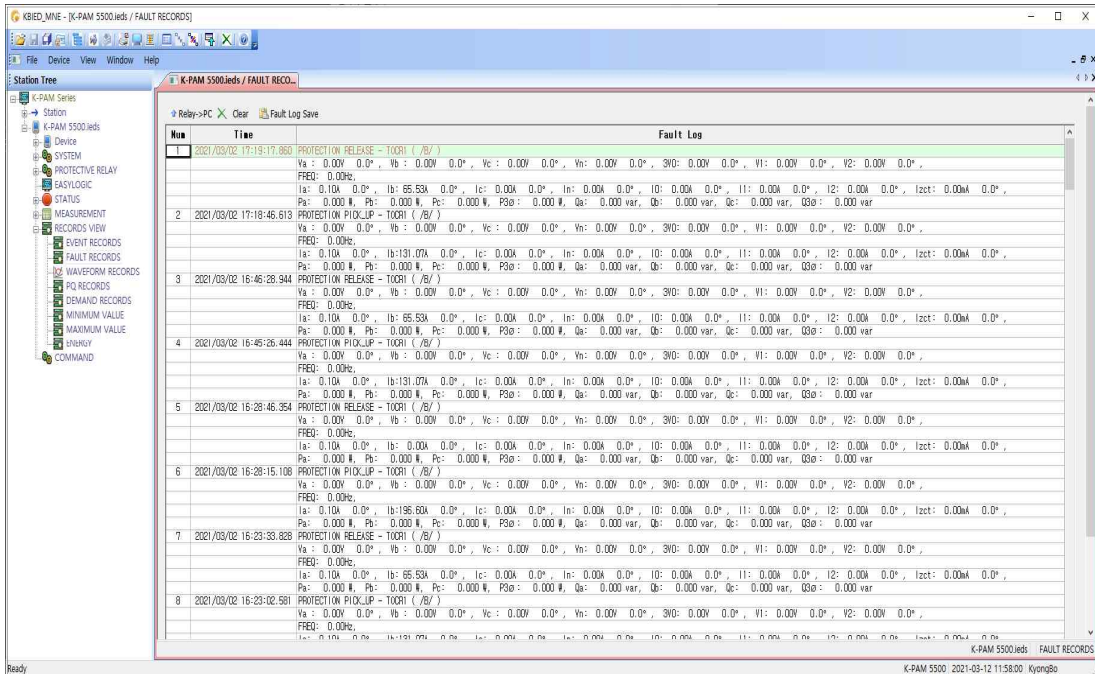 KBIED_MNE - [K-PAM 5500.ieds / FAULT RECORDS]
File Device View Window Help
Station Tree
K-PAM 5500.ieds / FAULT RECO...
K-PAM Series
Station
K-PAM 5500.ieds
Device
SYSTEM
PROTECTIVE RELAY
EASYLOGIC
STATUS
MEASUREMENT
RECORDS VIEW
EVENT RECORDS
FAULT RECORDS
WAVEFORM RECORDS
PQ RECORDS
DEMAND RECORDS
MINIMUM VALUE
MAXIMUM VALUE
ENERGY
COMMAND
Relay->PC Clear Fault Log Save
Num Time Fault Log
1 2021/03/02 17:19:17.860 PROTECTION RELEASE - TOCR1 ( /B/ )
Va : 0.00V 0.0° , Vb : 0.00V 0.0° , Vc : 0.00V 0.0° , Vn: 0.00V 0.0° , 3V0: 0.00V 0.0° , V1: 0.00V 0.0° , V2: 0.00V 0.0° ,
FREQ: 0.00Hz,
Ia: 0.10A 0.0° , Ib: 65.53A 0.0° , Ic: 0.00A 0.0° , In: 0.00A 0.0° , I0: 0.00A 0.0° , I1: 0.00A 0.0° , I2: 0.00A 0.0° , Izct: 0.00mA 0.0° ,
Pa: 0.000 W, Pb: 0.000 W, Pc: 0.000 W, P3ø: 0.000 W, Qa: 0.000 var, Qb: 0.000 var, Qc: 0.000 var, Q3ø: 0.000 var
2 2021/03/02 17:18:46.613 PROTECTION PICK_UP - TOCR1 ( /B/ )
Va : 0.00V 0.0° , Vb : 0.00V 0.0° , Vc : 0.00V 0.0° , Vn: 0.00V 0.0° , 3V0: 0.00V 0.0° , V1: 0.00V 0.0° , V2: 0.00V 0.0° ,
FREQ: 0.00Hz,
Ia: 0.10A 0.0° , Ib:131.07A 0.0° , Ic: 0.00A 0.0° , In: 0.00A 0.0° , I0: 0.00A 0.0° , I1: 0.00A 0.0° , I2: 0.00A 0.0° , Izct: 0.00mA 0.0° ,
Pa: 0.000 W, Pb: 0.000 W, Pc: 0.000 W, P3ø: 0.000 W, Qa: 0.000 var, Qb: 0.000 var, Qc: 0.000 var, Q3ø: 0.000 var
3 2021/03/02 16:46:28.944 PROTECTION RELEASE - TOCR1 ( /B/ )
Va : 0.00V 0.0° , Vb : 0.00V 0.0° , Vc : 0.00V 0.0° , Vn: 0.00V 0.0° , 3V0: 0.00V 0.0° , V1: 0.00V 0.0° , V2: 0.00V 0.0° ,
FREQ: 0.00Hz,
Ia: 0.10A 0.0° , Ib: 65.53A 0.0° , Ic: 0.00A 0.0° , In: 0.00A 0.0° , I0: 0.00A 0.0° , I1: 0.00A 0.0° , I2: 0.00A 0.0° , Izct: 0.00mA 0.0° ,
Pa: 0.000 W, Pb: 0.000 W, Pc: 0.000 W, P3ø: 0.000 W, Qa: 0.000 var, Qb: 0.000 var, Qc: 0.000 var, Q3ø: 0.000 var
4 2021/03/02 16:45:26.444 PROTECTION PICK_UP - TOCR1 ( /B/ )
Va : 0.00V 0.0° , Vb : 0.00V 0.0° , Vc : 0.00V 0.0° , Vn: 0.00V 0.0° , 3V0: 0.00V 0.0° , V1: 0.00V 0.0° , V2: 0.00V 0.0° ,
FREQ: 0.00Hz,
Ia: 0.10A 0.0° , Ib:131.07A 0.0° , Ic: 0.00A 0.0° , In: 0.00A 0.0° , I0: 0.00A 0.0° , I1: 0.00A 0.0° , I2: 0.00A 0.0° , Izct: 0.00mA 0.0° ,
Pa: 0.000 W, Pb: 0.000 W, Pc: 0.000 W, P3ø: 0.000 W, Qa: 0.000 var, Qb: 0.000 var, Qc: 0.000 var, Q3ø: 0.000 var
5 2021/03/02 16:28:46.354 PROTECTION RELEASE - TOCR1 ( /B/ )
Va : 0.00V 0.0° , Vb : 0.00V 0.0° , Vc : 0.00V 0.0° , Vn: 0.00V 0.0° , 3V0: 0.00V 0.0° , V1: 0.00V 0.0° , V2: 0.00V 0.0° ,
FREQ: 0.00Hz,
Ia: 0.10A 0.0° , Ib: 0.00A 0.0° , Ic: 0.00A 0.0° , In: 0.00A 0.0° , I0: 0.00A 0.0° , I1: 0.00A 0.0° , I2: 0.00A 0.0° , Izct: 0.00mA 0.0° ,
Pa: 0.000 W, Pb: 0.000 W, Pc: 0.000 W, P3ø: 0.000 W, Qa: 0.000 var, Qb: 0.000 var, Qc: 0.000 var, Q3ø: 0.000 var
6 2021/03/02 16:28:15.108 PROTECTION PICK_UP - TOCR1 ( /B/ )
Va : 0.00V 0.0° , Vb : 0.00V 0.0° , Vc : 0.00V 0.0° , Vn: 0.00V 0.0° , 3V0: 0.00V 0.0° , V1: 0.00V 0.0° , V2: 0.00V 0.0° ,
FREQ: 0.00Hz,
Ia: 0.10A 0.0° , Ib:196.60A 0.0° , Ic: 0.00A 0.0° , In: 0.00A 0.0° , I0: 0.00A 0.0° , I1: 0.00A 0.0° , I2: 0.00A 0.0° , Izct: 0.00mA 0.0° ,
Pa: 0.000 W, Pb: 0.000 W, Pc: 0.000 W, P3ø: 0.000 W, Qa: 0.000 var, Qb: 0.000 var, Qc: 0.000 var, Q3ø: 0.000 var
7 2021/03/02 16:23:33.828 PROTECTION RELEASE - TOCR1 ( /B/ )
Va : 0.00V 0.0° , Vb : 0.00V 0.0° , Vc : 0.00V 0.0° , Vn: 0.00V 0.0° , 3V0: 0.00V 0.0° , V1: 0.00V 0.0° , V2: 0.00V 0.0° ,
FREQ: 0.00Hz,
Ia: 0.10A 0.0° , Ib: 65.53A 0.0° , Ic: 0.00A 0.0° , In: 0.00A 0.0° , I0: 0.00A 0.0° , I1: 0.00A 0.0° , I2: 0.00A 0.0° , Izct: 0.00mA 0.0° ,
Pa: 0.000 W, Pb: 0.000 W, Pc: 0.000 W, P3ø: 0.000 W, Qa: 0.000 var, Qb: 0.000 var, Qc: 0.000 var, Q3ø: 0.000 var
8 2021/03/02 16:23:02.581 PROTECTION PICK_UP - TOCR1 ( /B/ )
Va : 0.00V 0.0° , Vb : 0.00V 0.0° , Vc : 0.00V 0.0° , Vn: 0.00V 0.0° , 3V0: 0.00V 0.0° , V1: 0.00V 0.0° , V2: 0.00V 0.0° ,
FREQ: 0.00Hz,
K-PAM 5500.ieds FAULT RECORDS
Ready K-PAM 5500 2021-03-12 11:58:00 KyongBo